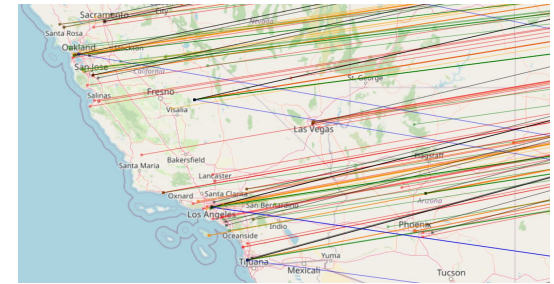 Sacramento
City
Santa Rosa
Nevada
Oakland
Stockton
San Jose
California
St. George
Fresno
Salinas
Visalia
Las Vegas
Bakersfield
Flagstaff
Santa Maria
Lancaster
Oxnard
Santa Clarita
Arizona
San Bernardino
Los Angeles
Indio
Phoenix
Oceanside
Yuma
Tijuana
Mexicali
Tucson